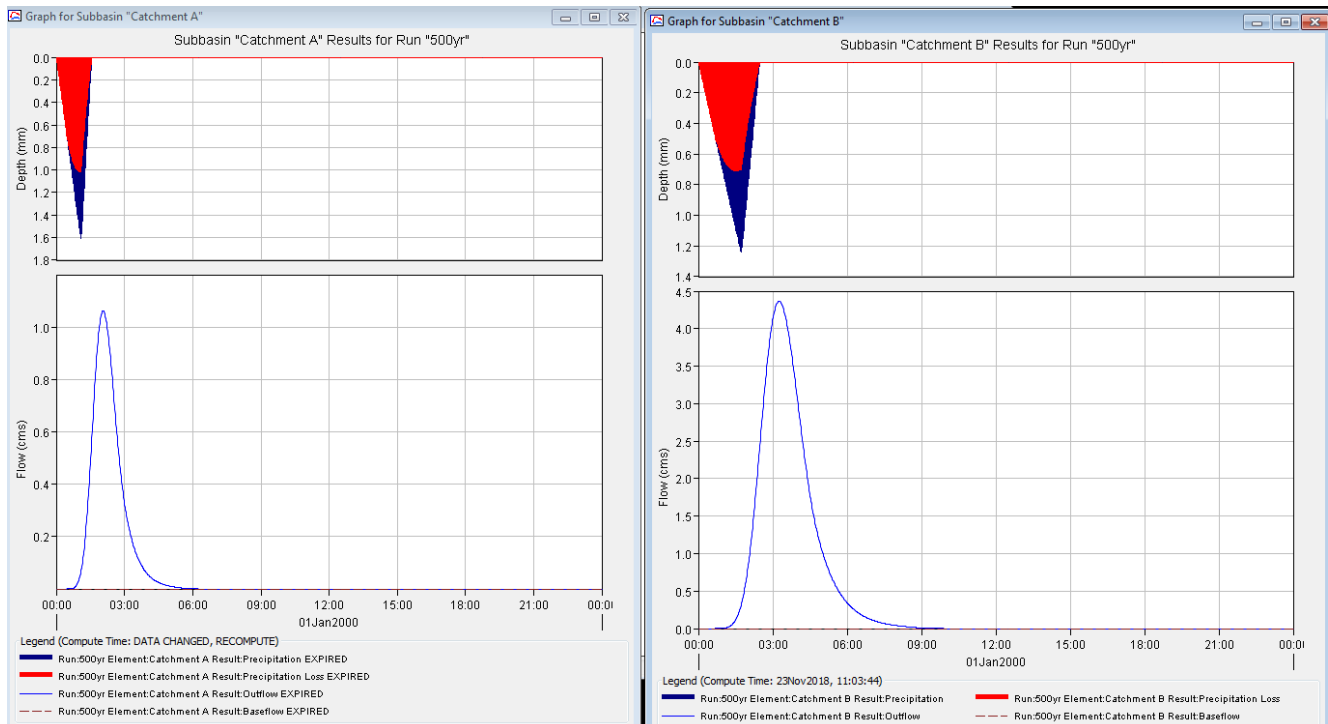 Graph for Subbasin "Catchment A"
Subbasin "Catchment A" Results for Run "500yr"
0.0
0.2
0.4
0.6
0.8
1.0
1.2
1.4
1.6
1.8
Depth (mm)
1.0
0.8
0.6
0.4
0.2
Flow (cms)
00:00 03:00 06:00 09:00 12:00 15:00 18:00 21:00 00:0
01Jan2000
Legend (Compute Time: DATA CHANGED, RECOMPUTE)
Run:500yr Element:Catchment A Result:Precipitation EXPIRED
Run:500yr Element:Catchment A Result:Precipitation Loss EXPIRED
Run:500yr Element:Catchment A Result:Outflow EXPIRED
Run:500yr Element:Catchment A Result:Baseflow EXPIRED
Graph for Subbasin "Catchment B"
Subbasin "Catchment B" Results for Run "500yr"
0.0
0.2
0.4
0.6
0.8
1.0
1.2
1.4
Depth (mm)
4.5
4.0
3.5
3.0
2.5
2.0
1.5
1.0
0.5
0.0
Flow (cms)
00:00 03:00 06:00 09:00 12:00 15:00 18:00 21:00 00:0
01Jan2000
Legend (Compute Time: 23Nov2018, 11:03:44)
Run:500yr Element:Catchment B Result:Precipitation Run:500yr Element:Catchment B Result:Precipitation Loss
Run:500yr Element:Catchment B Result:Outflow Run:500yr Element:Catchment B Result:Baseflow